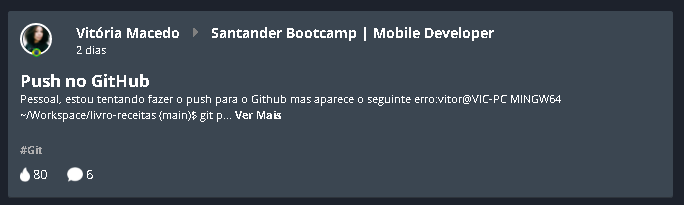 Vitória Macedo Santander Bootcamp | Mobile Developer
2 dias
Push no GitHub
Pessoal, estou tentando fazer o push para o Github mas aparece o seguinte erro:vitor@VIC-PC MINGW64
~/Workspace/livro-receitas (main)$ git p... Ver Mais
#Git
80 6